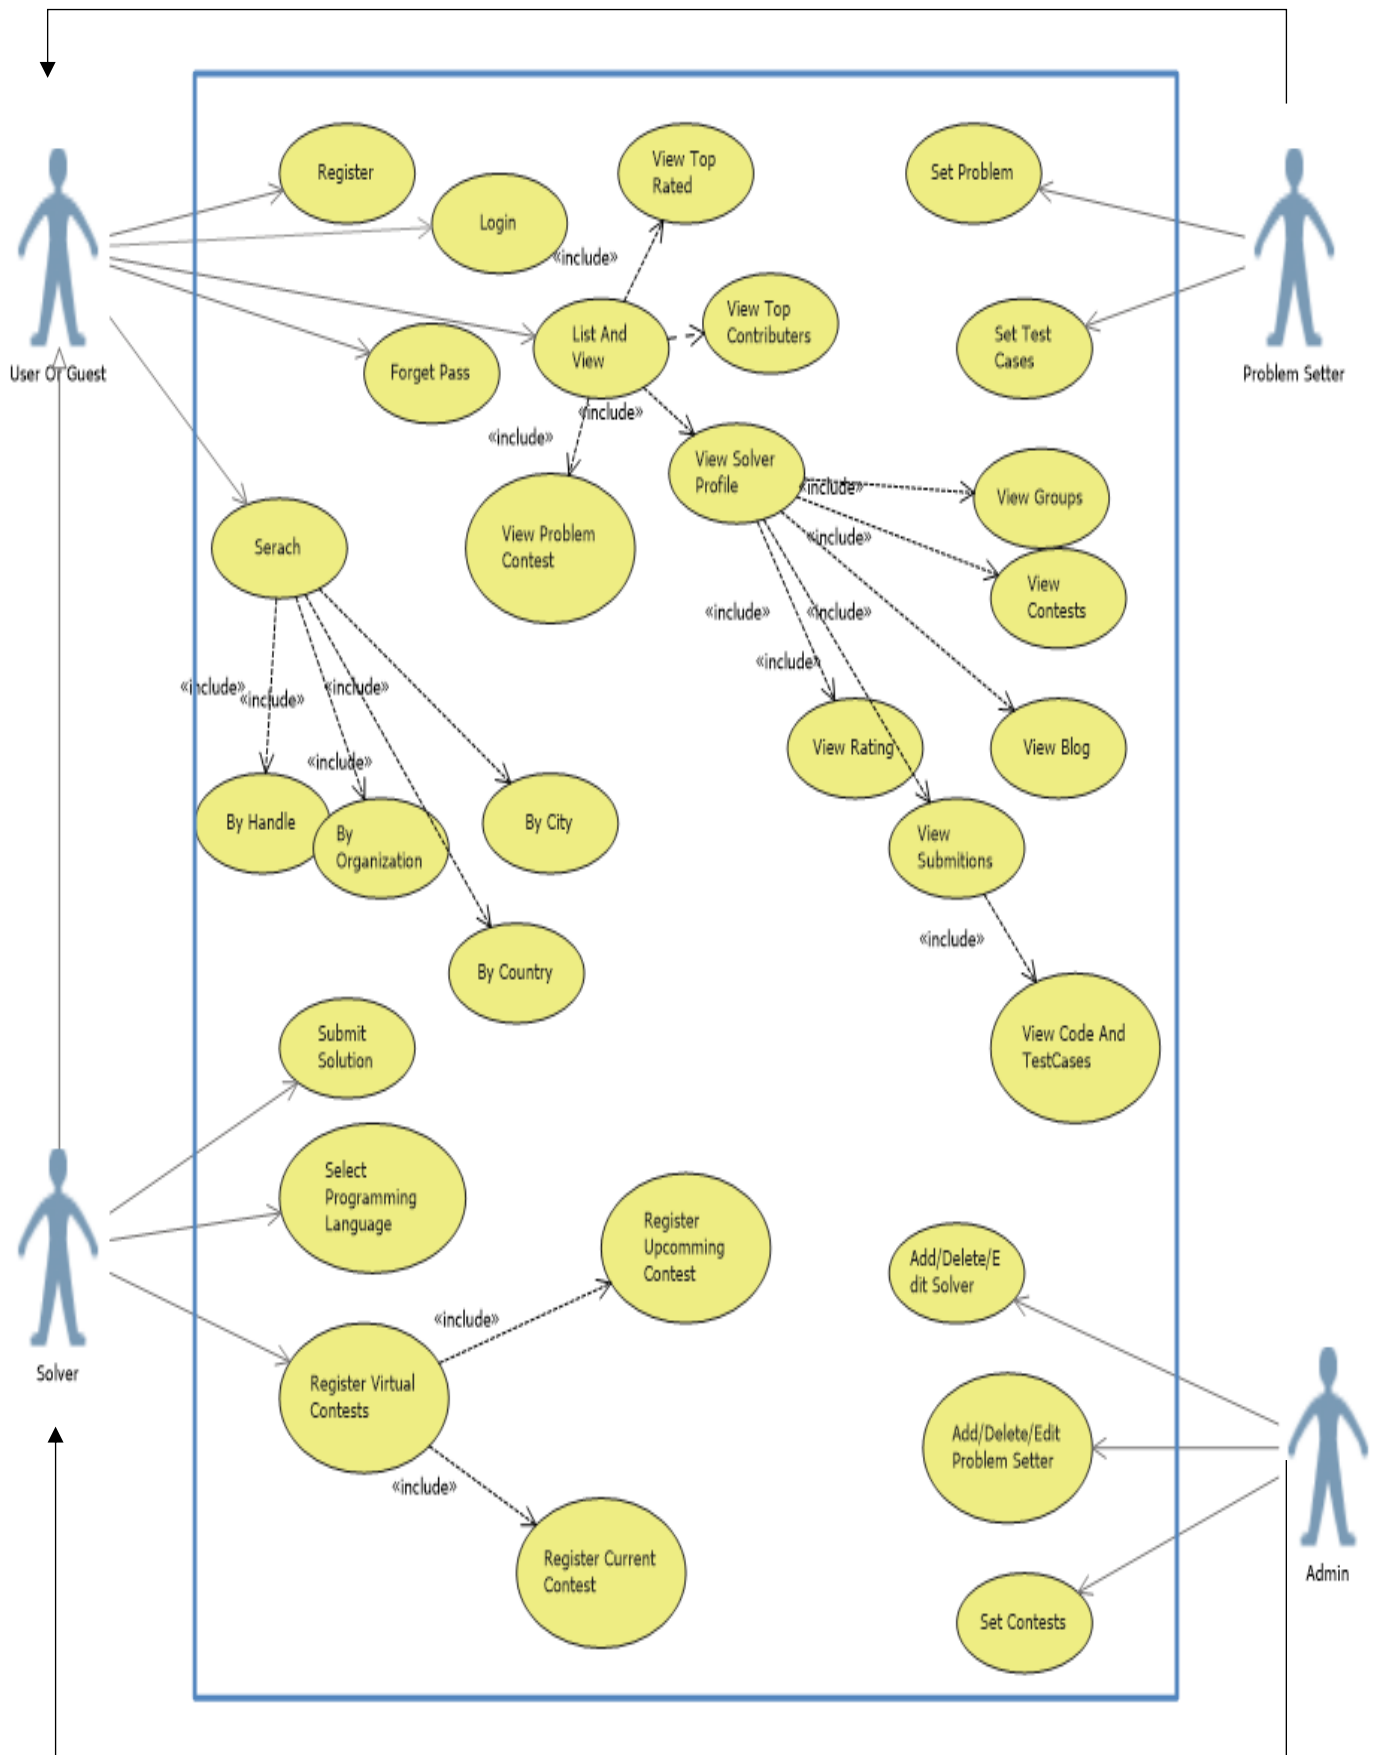 Register
View Top
Rated
Set Problem
Login
«include»
List And
View
View Top
Contributers
Set Test
Cases
User Or Guest
Forget Pass
Problem Setter
«include»
«include»
View Solver
Profile
«include»
View Groups
View Problem
Contest
«include»
Serach
View
Contests
«include»
«include»
«include»
«include»
«include»
«include»
«include»
View Rating
View Blog
By Handle
By
Organization
By City
View
Submitions
«include»
By Country
Submit
Solution
View Code And
TestCases
Select
Programming
Language
Register
Upcomming
Contest
Add/Delete/E
dit Solver
«include»
Solver
Register Virtual
Contests
Add/Delete/Edit
Problem Setter
«include»
Register Current
Contest
Admin
Set Contests